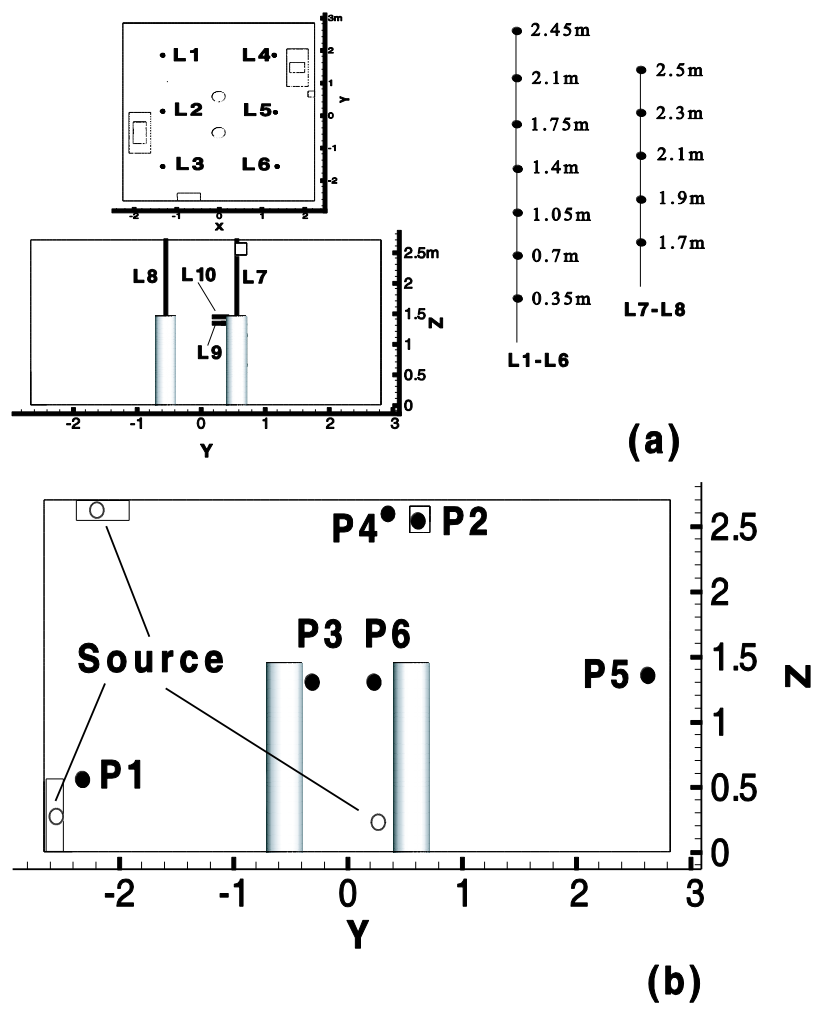 3m
L1 L4
2
1
L2 L5
0
Y
-1
L3 L6
-2
-2 -1 0 1 2
X
2.5m
L8 L10 L7
2
1.5
Z
L9
1
0.5
0
-2 -1 0 1 2 3
Y
2.45m
2.1m
1.75m
1.4m
1.05m
0.7m
0.35m
L1-L6
2.5m
2.3m
2.1m
1.9m
1.7m
L7-L8
(a)
P4 P2
2.5
2
P3 P6
Source
1.5
P5
Z
1
P1
0.5
0
-2 -1 0 1 2 3
Y
(b)